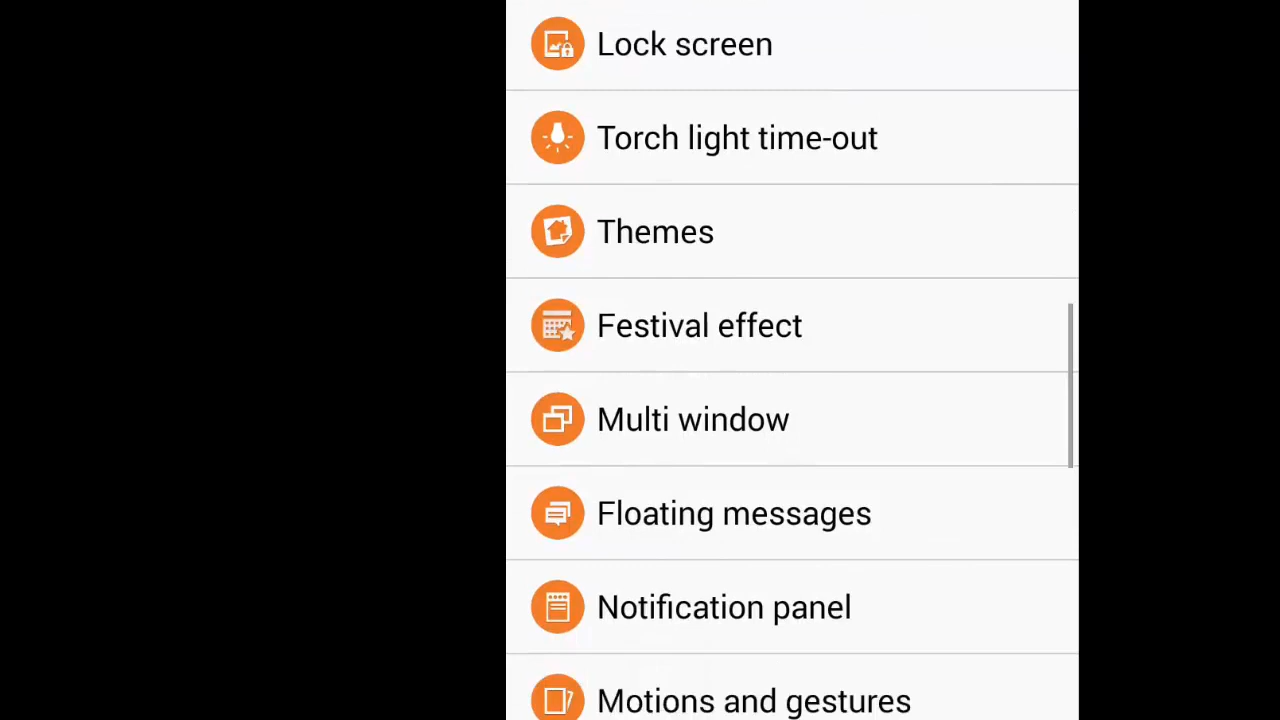 Lock screen
Torch light time-out
Themes
Festival effect
Multi window
Floating messages
Notification panel
Motions and gestures